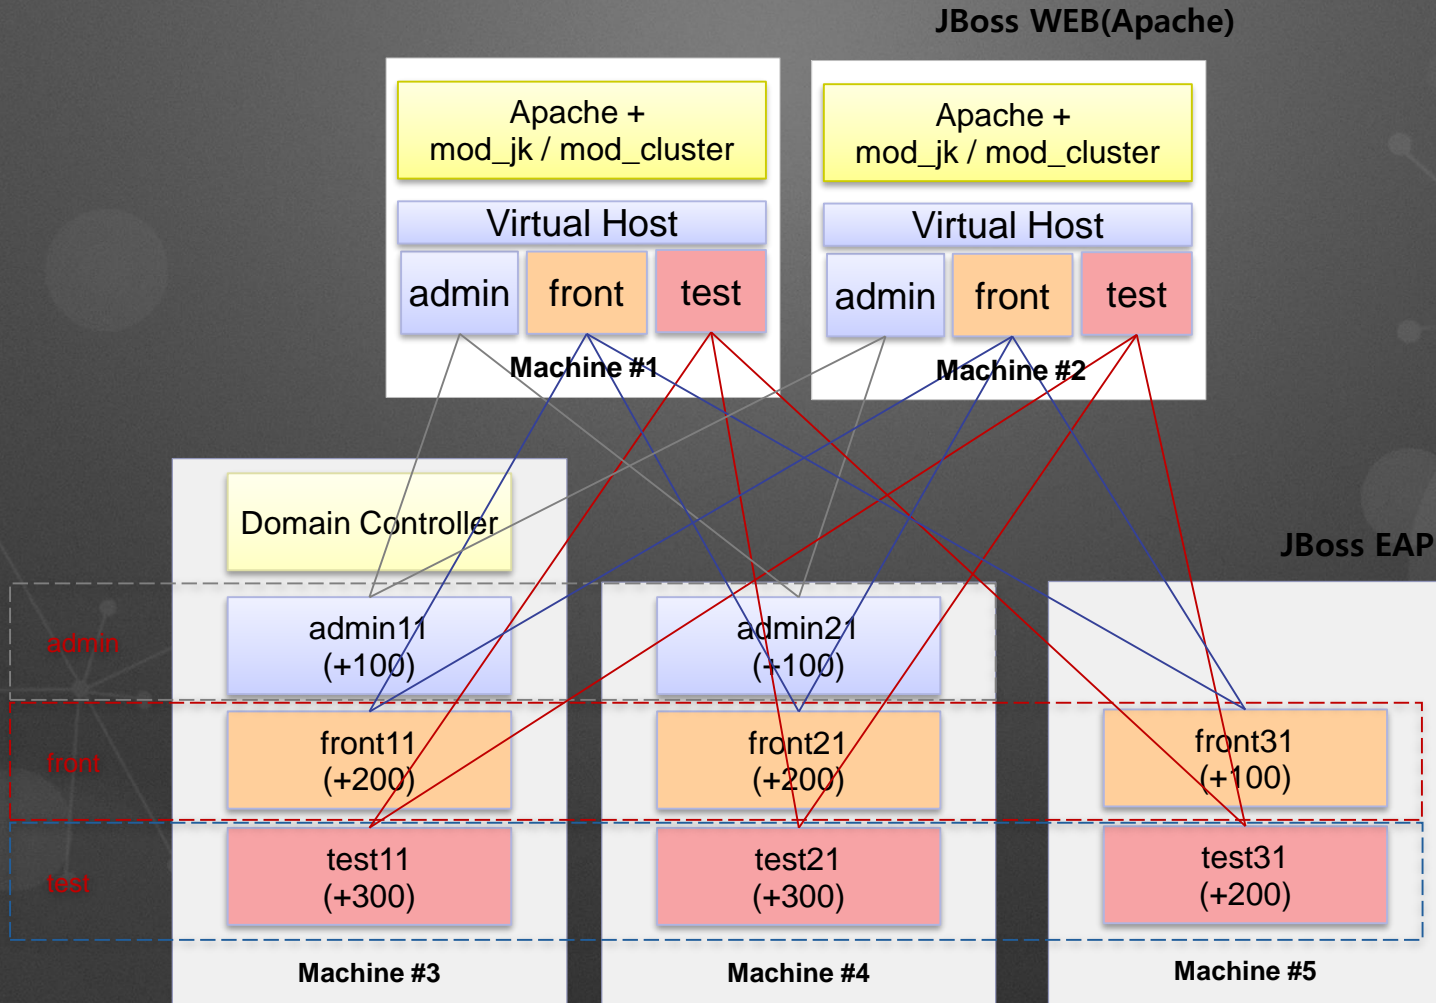 JBoss WEB(Apache)
Apache +
mod_jk / mod_cluster
Virtual Host
admin
front
test
Machine #1
Apache +
mod_jk / mod_cluster
Virtual Host
admin
front
test
Machine #2
JBoss EAP
Domain Controller
admin
admin11
(+100)
admin21
(+100)
front
front11
(+200)
front21
(+200)
front31
(+100)
test
test11
(+300)
test21
(+300)
test31
(+200)
Machine #3
Machine #4
Machine #5